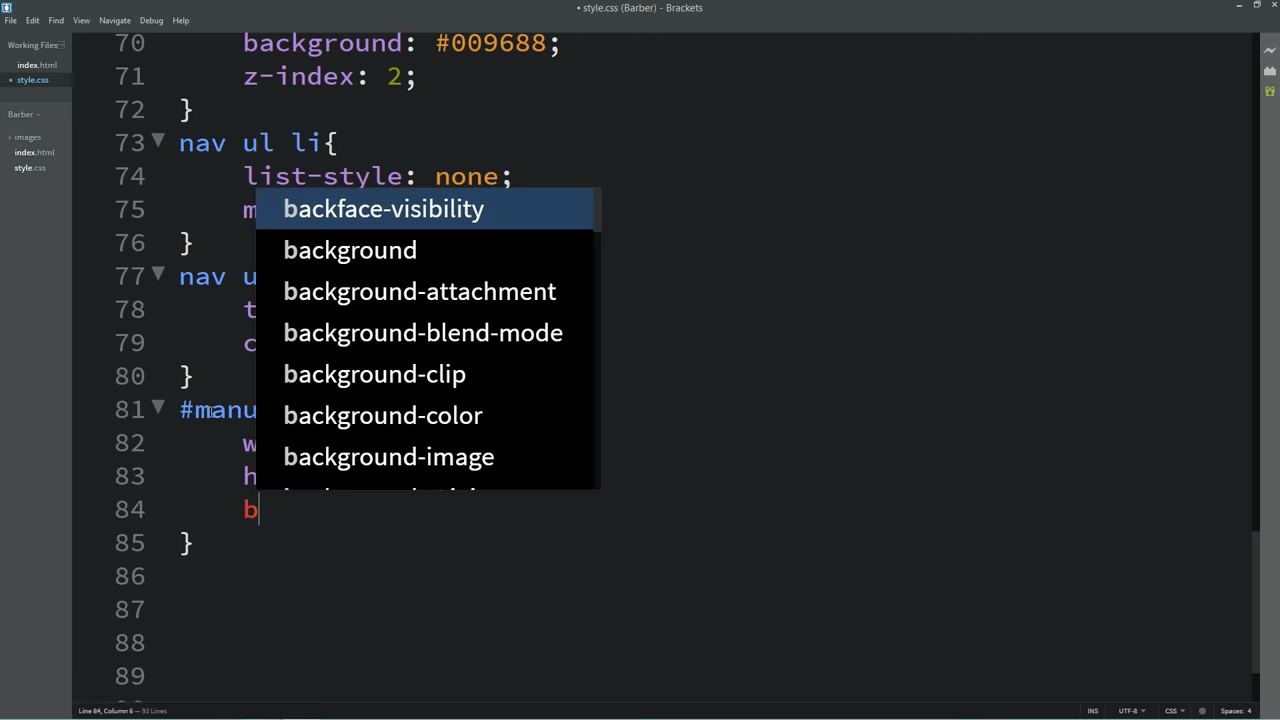 • style.css (Barber) - Brackets
File Edit Find View Navigate Debug Help
Working Files
index.html
• style.css
Barber
images
index.html
style.css
70 background: #009688;
71 z-index: 2;
72 }
73 nav ul li{
74 list-style: none;
75 m
76 }
77 nav u
78 t
79 c
80 }
81 #manu
82 w
83 h
84 b
85 }
86
87
88
89
backface-visibility
background
background-attachment
background-blend-mode
background-clip
background-color
background-image
Line 84, Column 6 — 93 Lines
INS UTF-8 CSS Spaces: 4